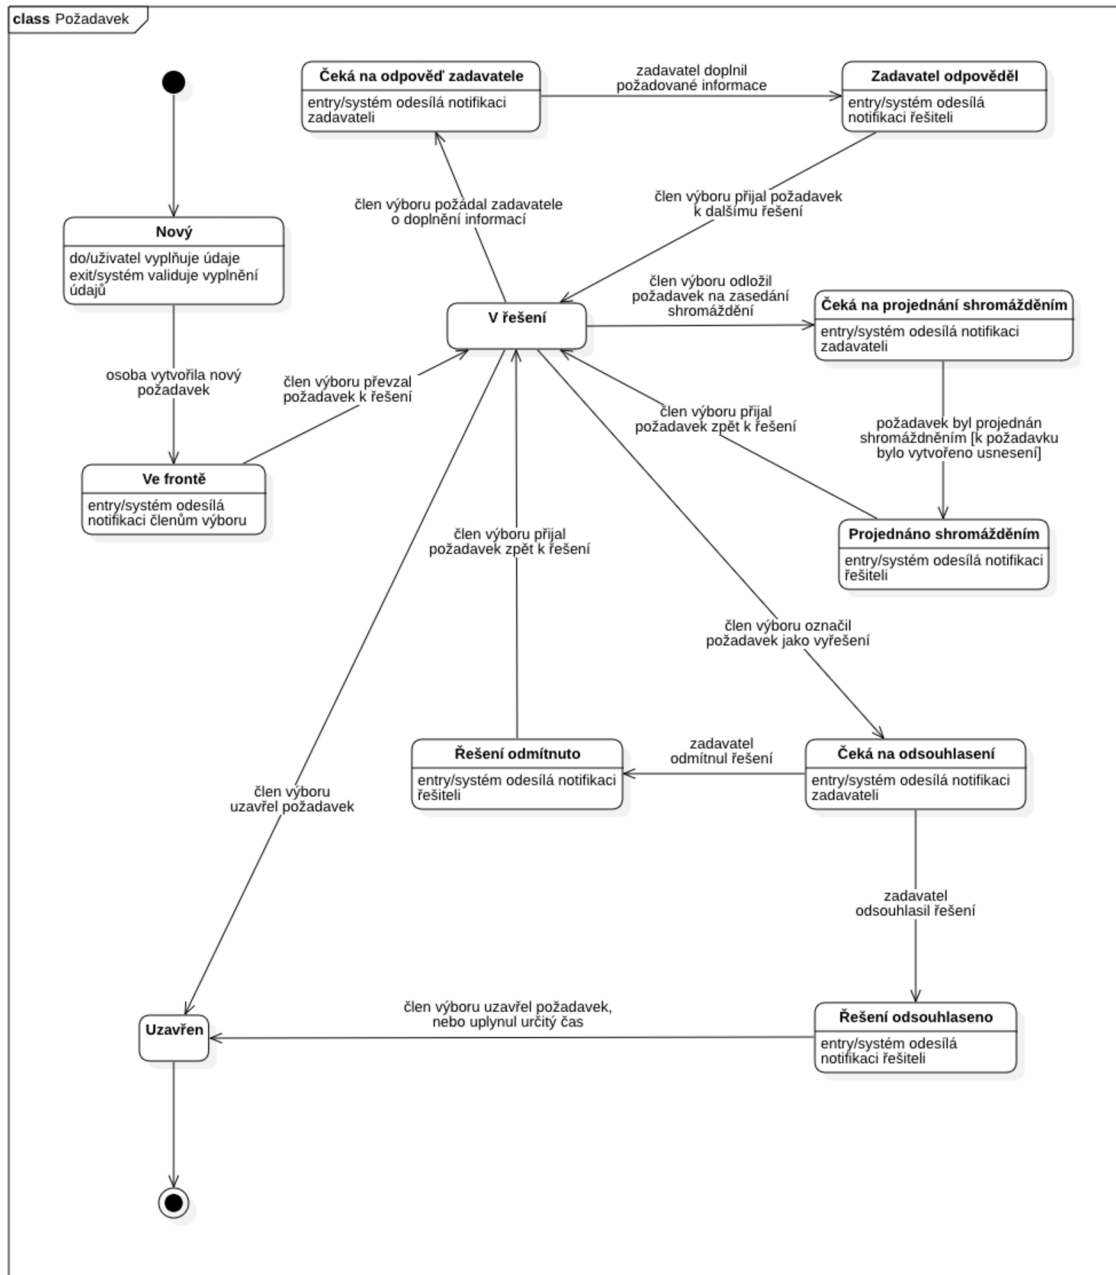 class Požadavek
Čeká na odpověď zadavatele
entry/systém odesílá notifikaci
zadavateli
zadavatel doplnil
požadované informace
Zadavatel odpověděl
entry/systém odesílá
notifikaci řešiteli
člen výboru požádal zadavatele
o doplnění informací
člen výboru přijal požadavek
k dalšímu řešení
Nový
do/uživatel vyplňuje údaje
exit/systém validuje vyplnění
údajů
V řešení
člen výboru odložil
požadavek na zasedání
shromáždění
Čeká na projednání shromážděním
entry/systém odesílá notifikaci
zadavateli
osoba vytvořila nový
požadavek
člen výboru převzal
požadavek k řešení
člen výboru přijal
požadavek zpět k řešení
požadavek byl projednán
shromážděním [k požadavku
bylo vytvořeno usnesení]
Ve frontě
entry/systém odesílá
notifikaci členům výboru
člen výboru přijal
požadavek zpět k řešení
Projednáno shromážděním
entry/systém odesílá notifikaci
řešiteli
člen výboru označil
požadavek jako vyřešení
Řešení odmítnuto
entry/systém odesílá notifikaci
řešiteli
zadavatel
odmítnul řešení
Čeká na odsouhlasení
entry/systém odesílá notifikaci
zadavateli
člen výboru
uzavřel požadavek
zadavatel
odsouhlasil řešení
Uzavřen
člen výboru uzavřel požadavek,
nebo uplynul určitý čas
Řešení odsouhlaseno
entry/systém odesílá
notifikaci řešiteli